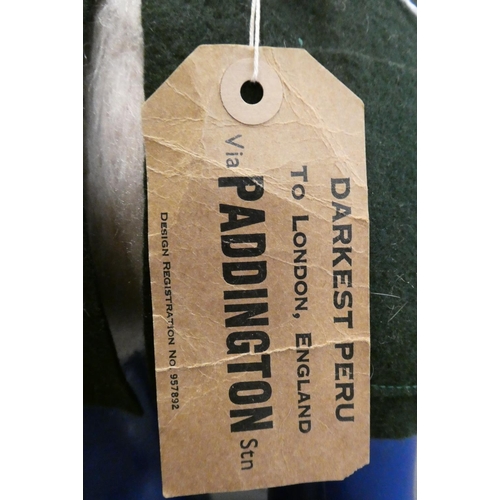 DARKEST PERU
TO LONDON, ENGLAND
Via PADDINGTON Stn
DESIGN REGISTRATION NO. 957892